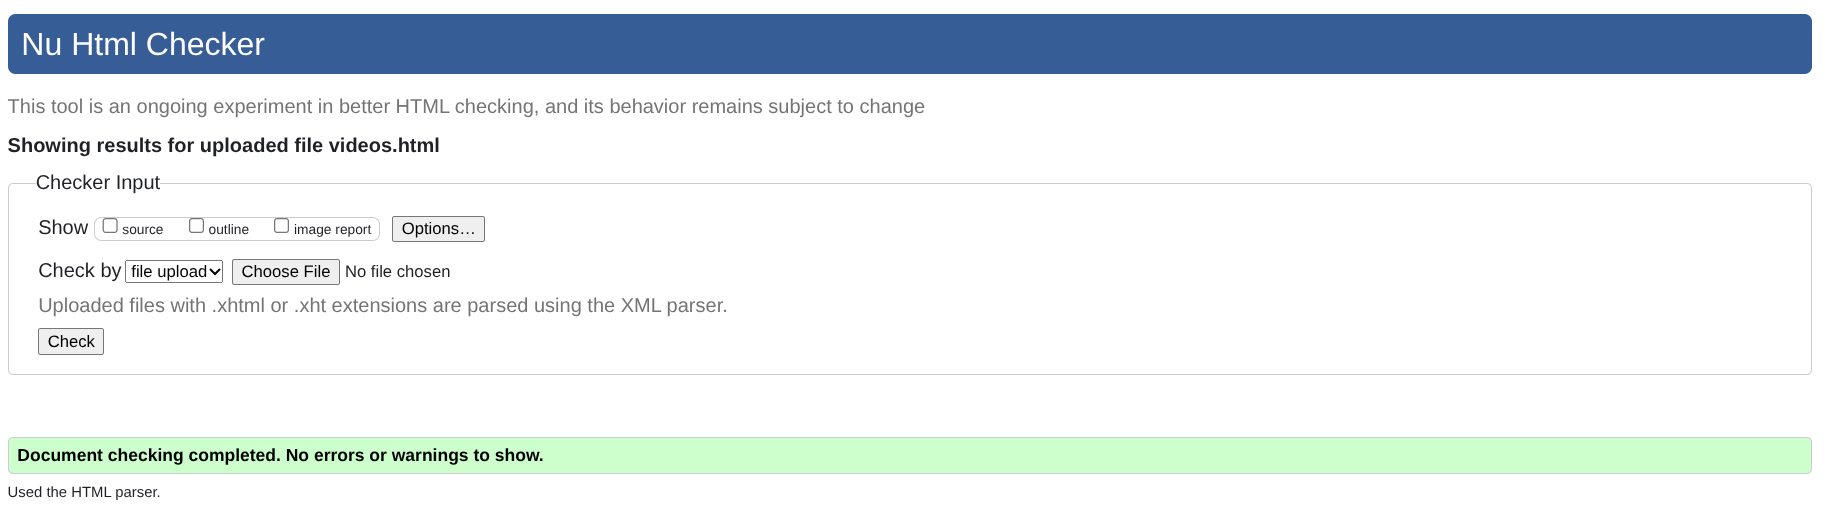 Nu Html Checker
This tool is an ongoing experiment in better HTML checking, and its behavior remains subject to change
Showing results for uploaded file videos.html
Checker Input
Show source outline image report Options…
Check by file upload Choose File No file chosen
Uploaded files with .xhtml or .xht extensions are parsed using the XML parser.
Check
Document checking completed. No errors or warnings to show.
Used the HTML parser.